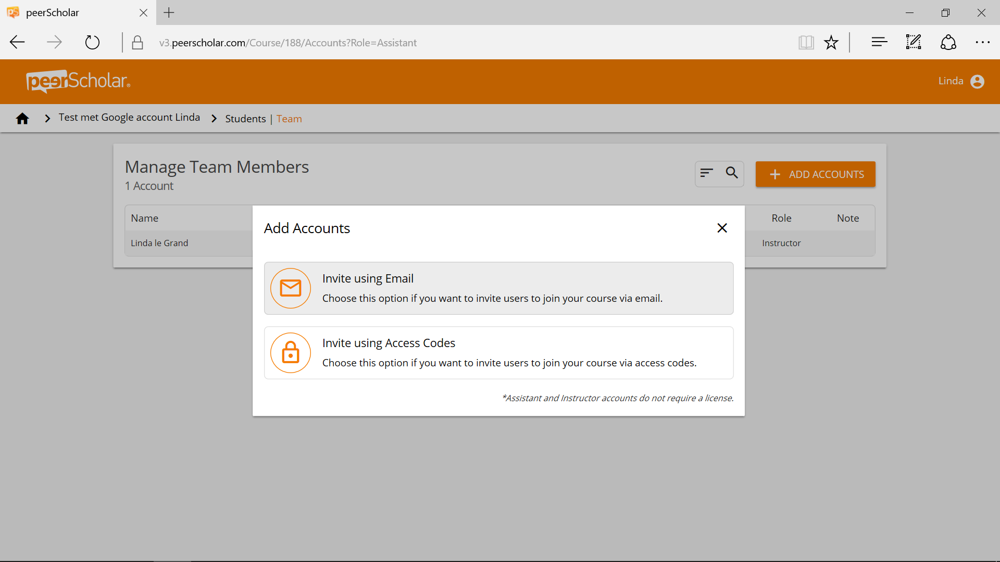 peerScholar
v3.peerscholar.com/Course/188/Accounts?Role=Assistant
peerScholar®
Linda
Test met Google account Linda
Students | Team
Manage Team Members
1 Account
ADD ACCOUNTS
Name
Role
Note
Linda le Grand
Instructor
Add Accounts
Invite using Email
Choose this option if you want to invite users to join your course via email.
Invite using Access Codes
Choose this option if you want to invite users to join your course via access codes.
*Assistant and Instructor accounts do not require a license.